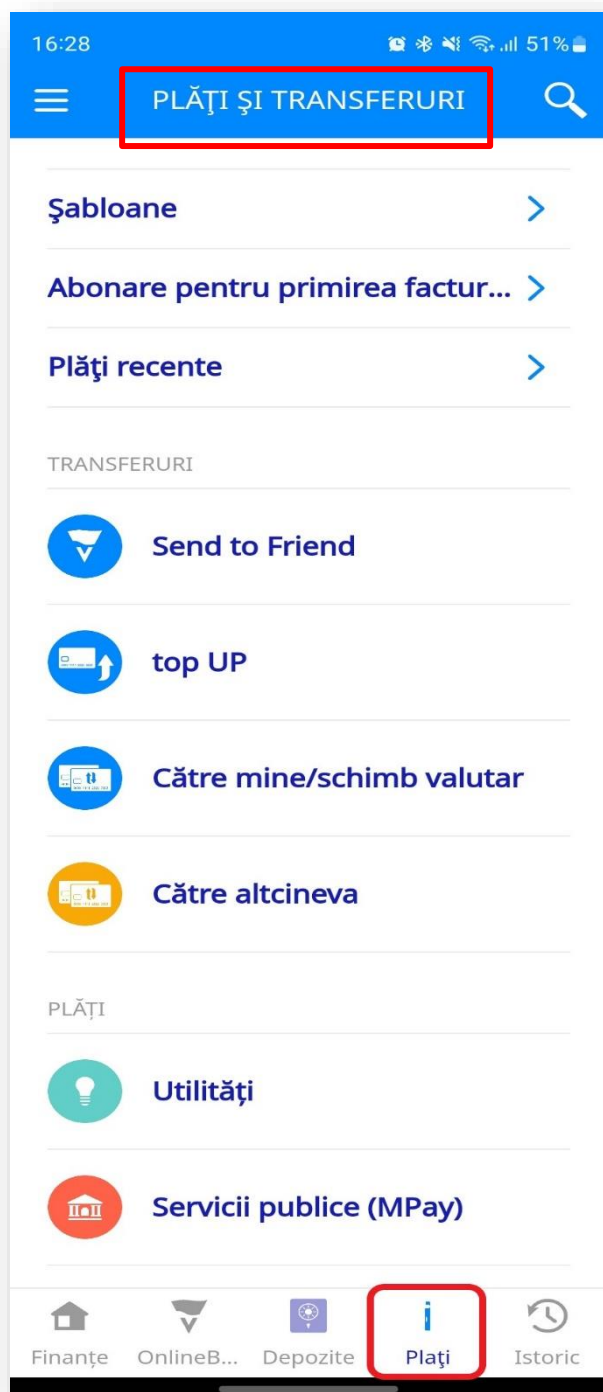 16:28 51%
PLĂŢI ŞI TRANSFERURI
Şabloane
Abonare pentru primirea factur...
Plăţi recente
TRANSFERURI
Send to Friend
top UP
Către mine/schimb valutar
Către altcineva
PLĂȚI
Utilități
Servicii publice (MPay)
Finanțe OnlineB... Depozite Plaţi Istoric